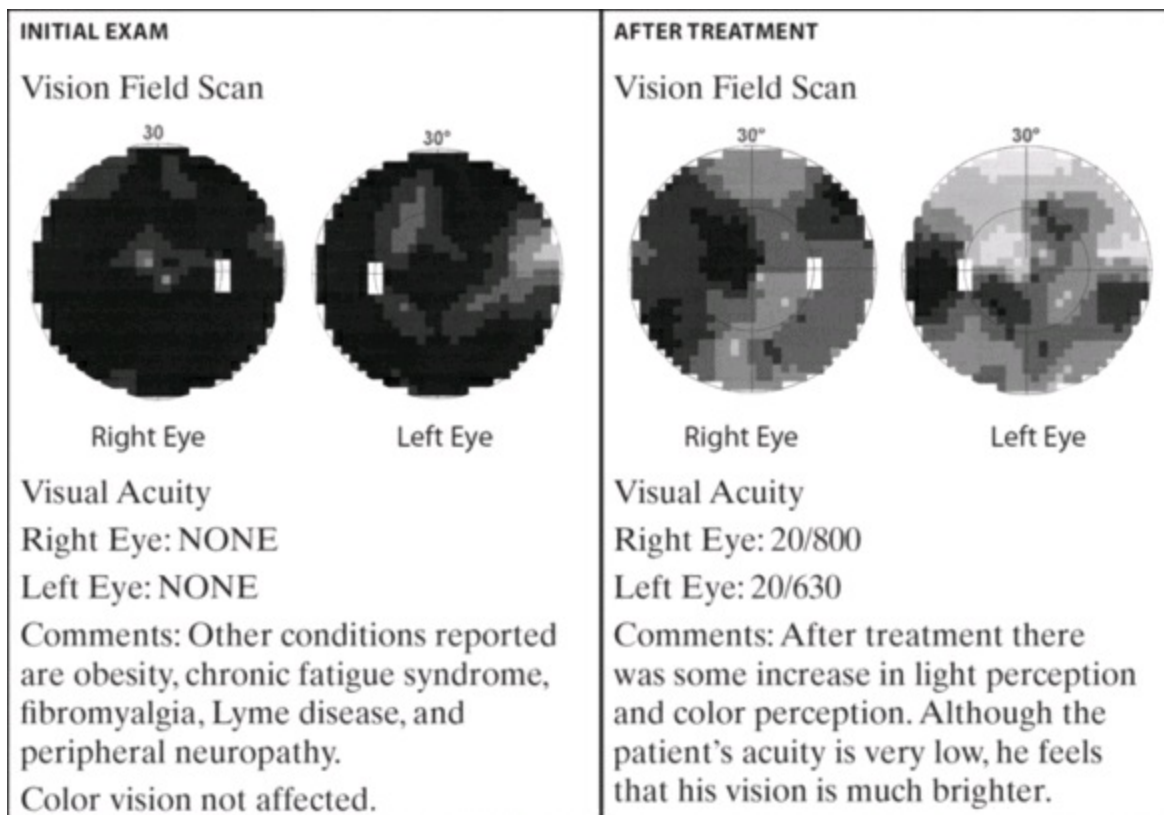 INITIAL EXAM
Vision Field Scan
30
30°
Right Eye
Left Eye
Visual Acuity
Right Eye: NONE
Left Eye: NONE
Comments: Other conditions reported
are obesity, chronic fatigue syndrome,
fibromyalgia, Lyme disease, and
peripheral neuropathy.
Color vision not affected.
AFTER TREATMENT
Vision Field Scan
30°
30°
Right Eye
Left Eye
Visual Acuity
Right Eye: 20/800
Left Eye: 20/630
Comments: After treatment there
was some increase in light perception
and color perception. Although the
patient's acuity is very low, he feels
that his vision is much brighter.